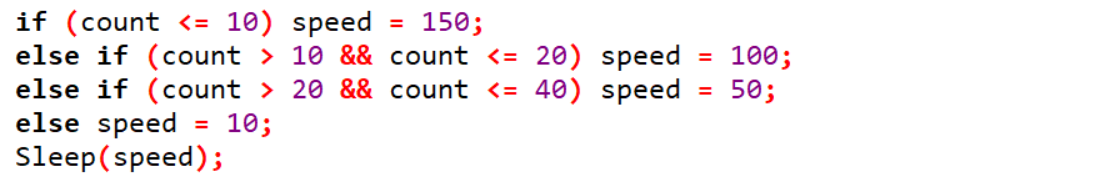 if (count <= 10) speed = 150;
else if (count > 10 && count <= 20) speed = 100;
else if (count > 20 && count <= 40) speed = 50;
else speed = 10;
Sleep(speed);